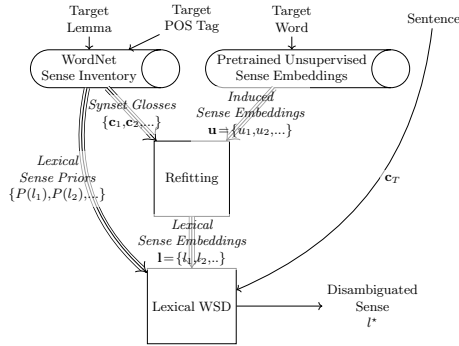 Target
Lemma
Target
POS Tag
Target
Word
Sentence
WordNet
Sense Inventory
Pretrained Unsupervised
Sense Embeddings
Synset Glosses
{c₁,c₂,...}
Induced
Sense Embeddings
u={u₁,u₂,...}
Lexical
Sense Priors
{P(l₁),P(l₂),...}
Refitting
c_T
Lexical
Sense Embeddings
l={l₁,l₂,..}
Lexical WSD
Disambiguated
Sense
l⋆